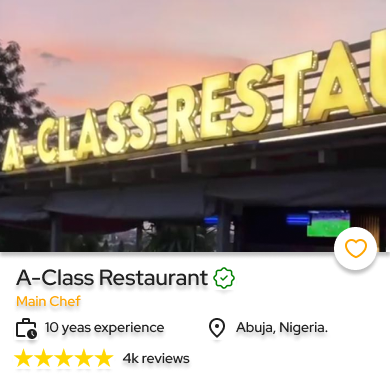 A-CLASS RESTAU
A-Class Restaurant
Main Chef
10 yeas experience
Abuja, Nigeria.
4k reviews